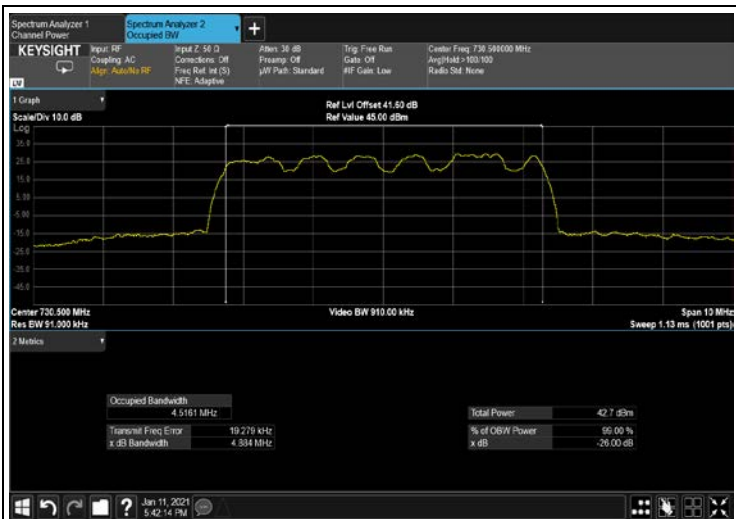 Spectrum Analyzer 1
Channel Power
Spectrum Analyzer 2
Occupied BW
+
KEYSIGHT
Input: RF
Coupling: AC
Align: Auto/No RF
Input Z: 50 Ω
Corrections: Off
Freq Ref: Int (S)
NFE: Adaptive
Atten: 30 dB
Preamp: Off
µW Path: Standard
Trig: Free Run
Gate: Off
#IF Gain: Low
Center Freq: 730.500000 MHz
Avg|Hold:>100/100
Radio Std: None
1 Graph
Scale/Div 10.0 dB
Ref Lvl Offset 41.50 dB
Ref Value 45.00 dBm
Log
35.0
25.0
15.0
5.00
-5.00
-15.0
-25.0
-35.0
-45.0
Center 730.500 MHz
Res BW 91.000 kHz
Video BW 910.00 kHz
Span 10 MHz
Sweep 1.13 ms (1001 pts)
2 Metrics
Occupied Bandwidth
4.5161 MHz
Transmit Freq Error 19.279 kHz
x dB Bandwidth 4.884 MHz
Total Power 42.7 dBm
% of OBW Power 99.00 %
x dB -26.00 dB
?
Jan 11, 2021
5:42:14 PM